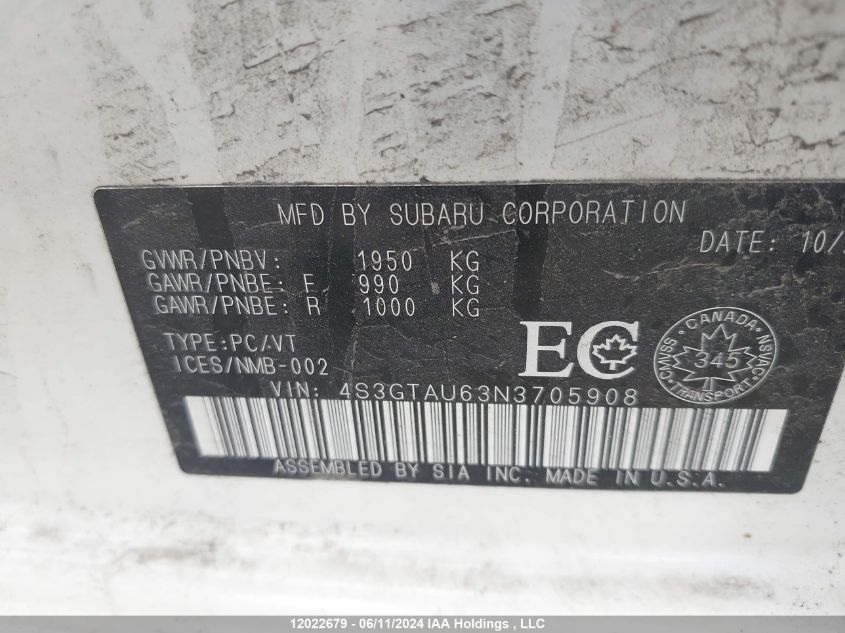 MFD BY SUBARU CORPORATION
DATE: 10/
GVWR/PNBV: 1950 KG
GAWR/PNBE: F 990 KG
GAWR/PNBE: R 1000 KG
TYPE:PC/VT
ICES/NMB-002
EC
CANADA
CMVSS 345 NSVAC
VIN: 4S3GTAU63N3705908
ASSEMBLED BY SIA INC. MADE IN U.S.A.
12022679 - 06/11/2024 IAA Holdings , LLC